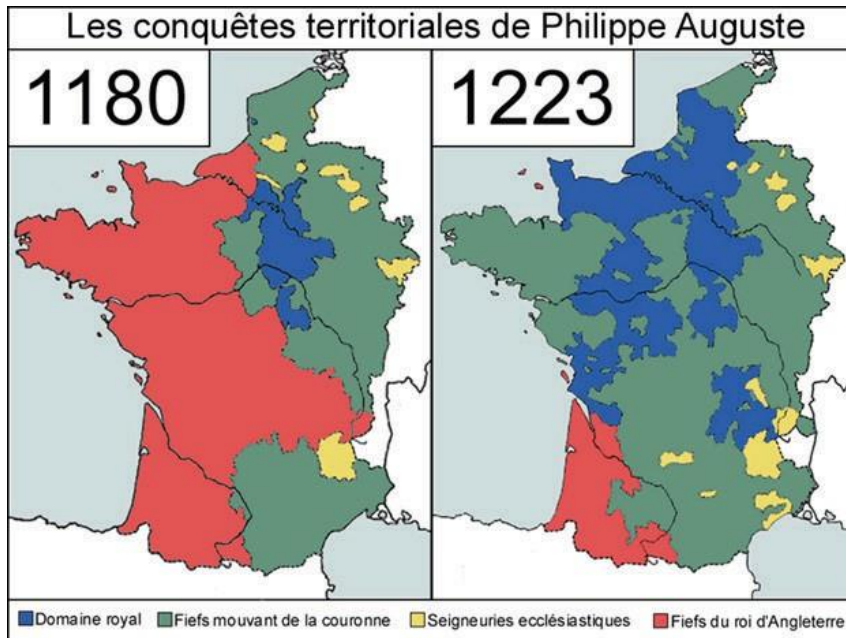 Les conquêtes territoriales de Philippe Auguste
1180
1223
Domaine royal
Fiefs mouvant de la couronne
Seigneuries ecclésiastiques
Fiefs du roi d'Angleterre